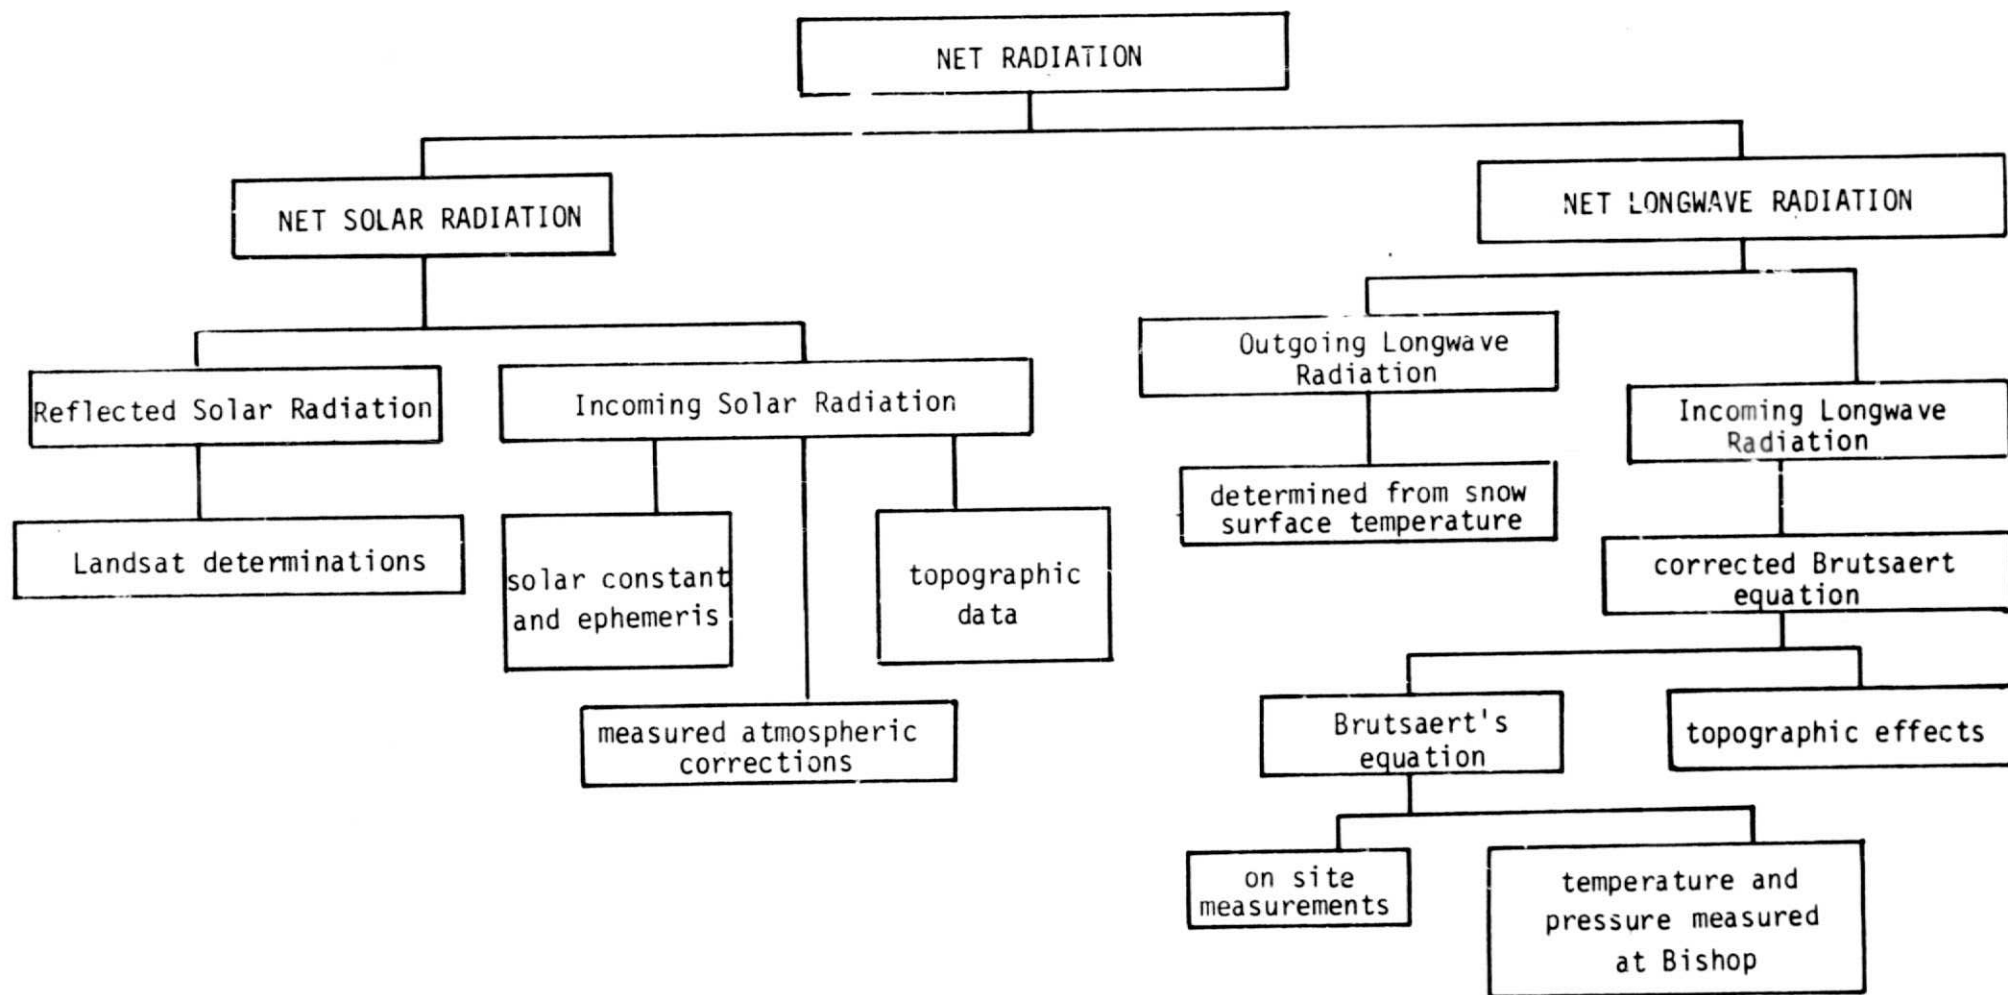 NET RADIATION
NET SOLAR RADIATION
NET LONGWAVE RADIATION
Reflected Solar Radiation
Incoming Solar Radiation
Outgoing Longwave
Radiation
Incoming Longwave
Radiation
Landsat determinations
solar constant
and ephemeris
topographic
data
measured atmospheric
corrections
determined from snow
surface temperature
corrected Brutsaert
equation
Brutsaert's
equation
topographic effects
on site
measurements
temperature and
pressure measured
at Bishop